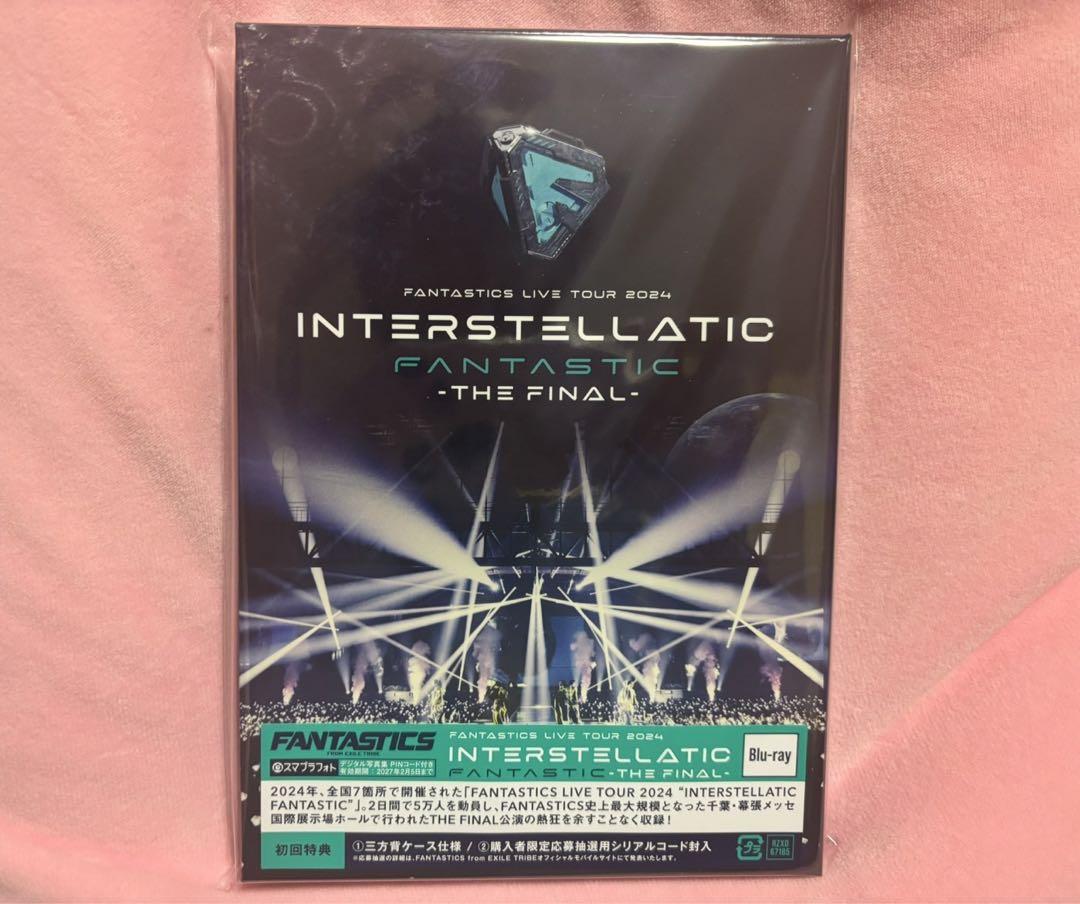 FANTASTICS LIVE TOUR 2024
INTERSTELLATIC
FANTASTIC
-THE FINAL-
FANTASTICS
FROM EXILE TRIBE
スマプラフォト
デジタル写真集 PINコード付き
有効期間：2027年2月5日まで
FANTASTICS LIVE TOUR 2024
INTERSTELLATIC
FANTASTIC -THE FINAL-
Blu-ray
2024年、全国7箇所で開催された「FANTASTICS LIVE TOUR 2024 “INTERSTELLATIC
FANTASTIC”」。2日間で5万人を動員し、FANTASTICS史上最大規模となった千葉・幕張メッセ
国際展示場ホールで行われたTHE FINAL公演の熱狂を余すことなく収録！
初回特典
①三方背ケース仕様 / ②購入者限定応募抽選用シリアルコード封入
※応募抽選の詳細は、FANTASTICS from EXILE TRIBEオフィシャルモバイルサイトにて発表いたします。
プラ
RZXD
67185